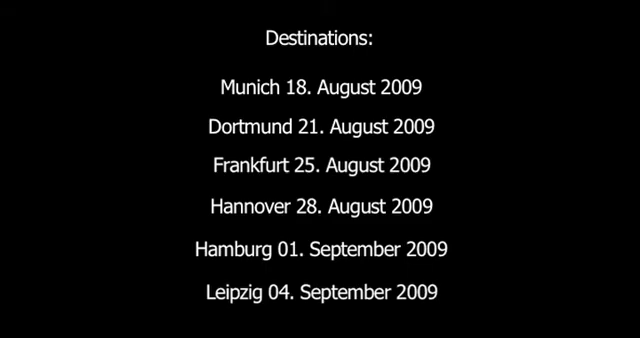 Destinations:
Munich 18. August 2009
Dortmund 21. August 2009
Frankfurt 25. August 2009
Hannover 28. August 2009
Hamburg 01. September 2009
Leipzig 04. September 2009